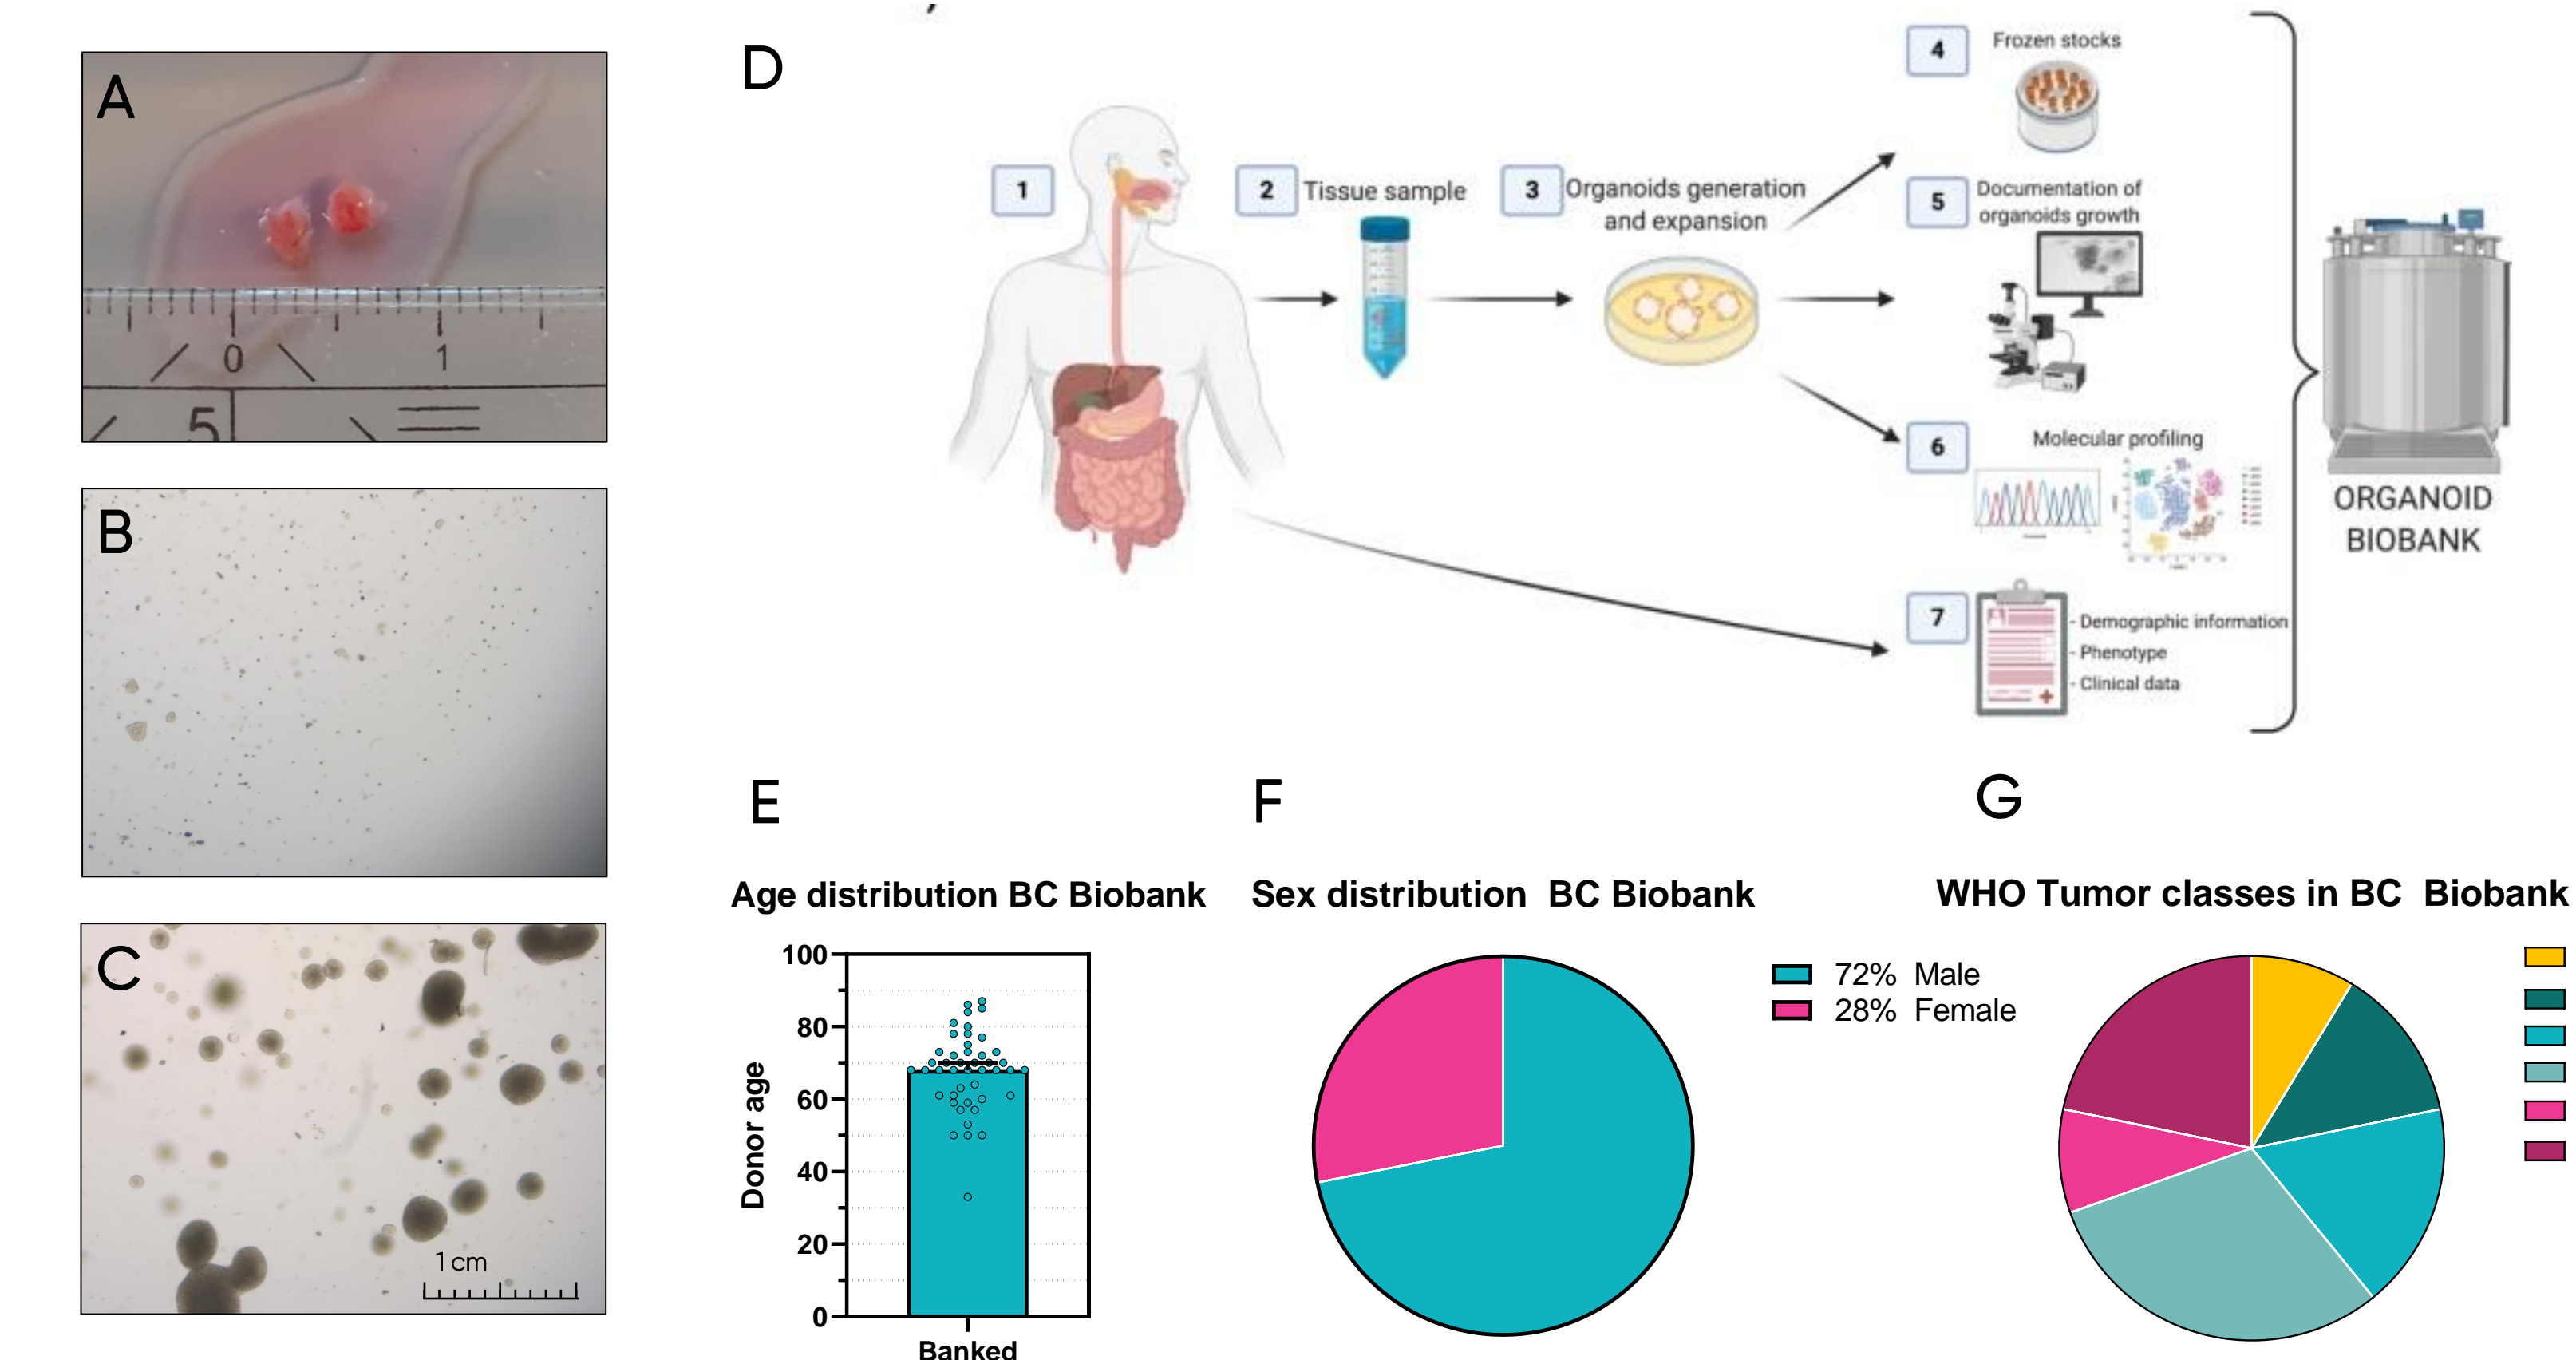 A
0
1
5
B
C
1 cm
D
1
2
Tissue sample
3
Organoids generation
and expansion
4
Frozen stocks
5
Documentation of
organoids growth
6
Molecular profiling
7
- Demographic information
- Phenotype
- Clinical data
ORGANOID
BIOBANK
E
Age distribution BC Biobank
Donor age
100
80
60
40
20
0
Banked
F
Sex distribution BC Biobank
72% Male
28% Female
G
WHO Tumor classes in BC Biobank